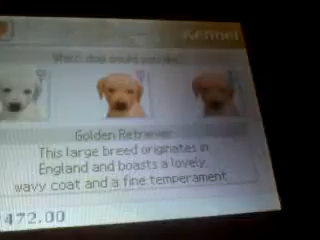 Kennel
Which dog would you like?
Golden Retriever
This large breed originates in
England and boasts a lovely,
wavy coat and a fine temperament
472.00